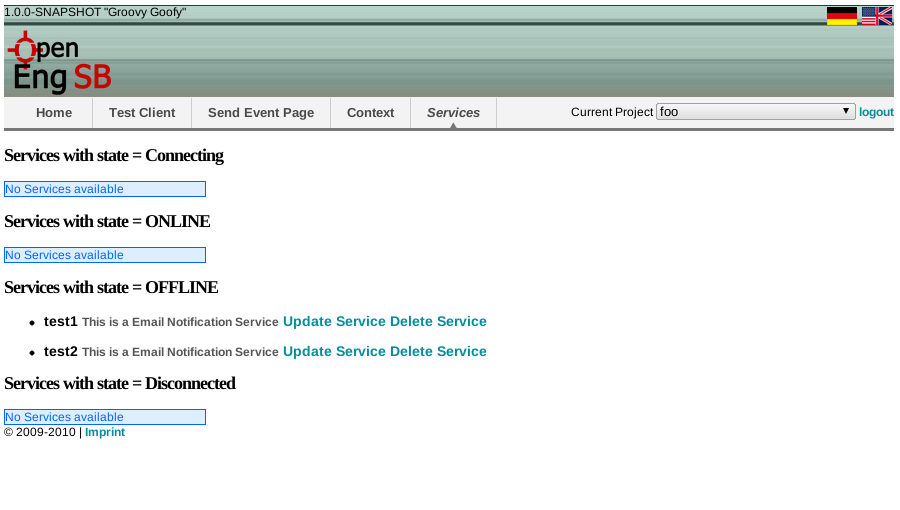 1.0.0-SNAPSHOT "Groovy Goofy"
Open
Eng SB
Home Test Client Send Event Page Context Services Current Project foo logout
Services with state = Connecting
No Services available
Services with state = ONLINE
No Services available
Services with state = OFFLINE
test1 This is a Email Notification Service Update Service Delete Service
test2 This is a Email Notification Service Update Service Delete Service
Services with state = Disconnected
No Services available
© 2009-2010 | Imprint